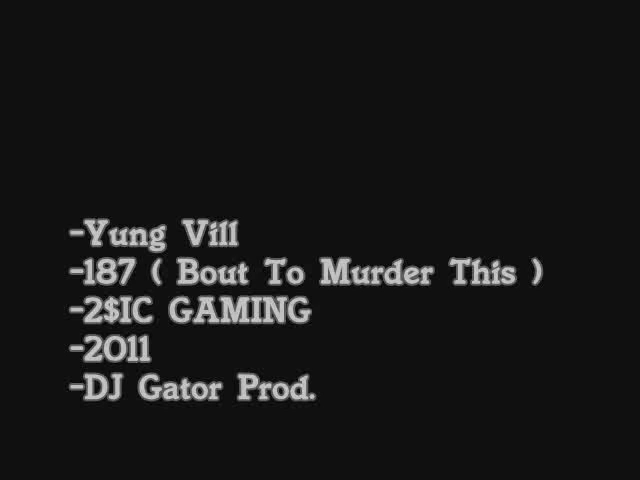 -Yung Vill
-187 ( Bout To Murder This )
-2$IC GAMING
-2011
-DJ Gator Prod.